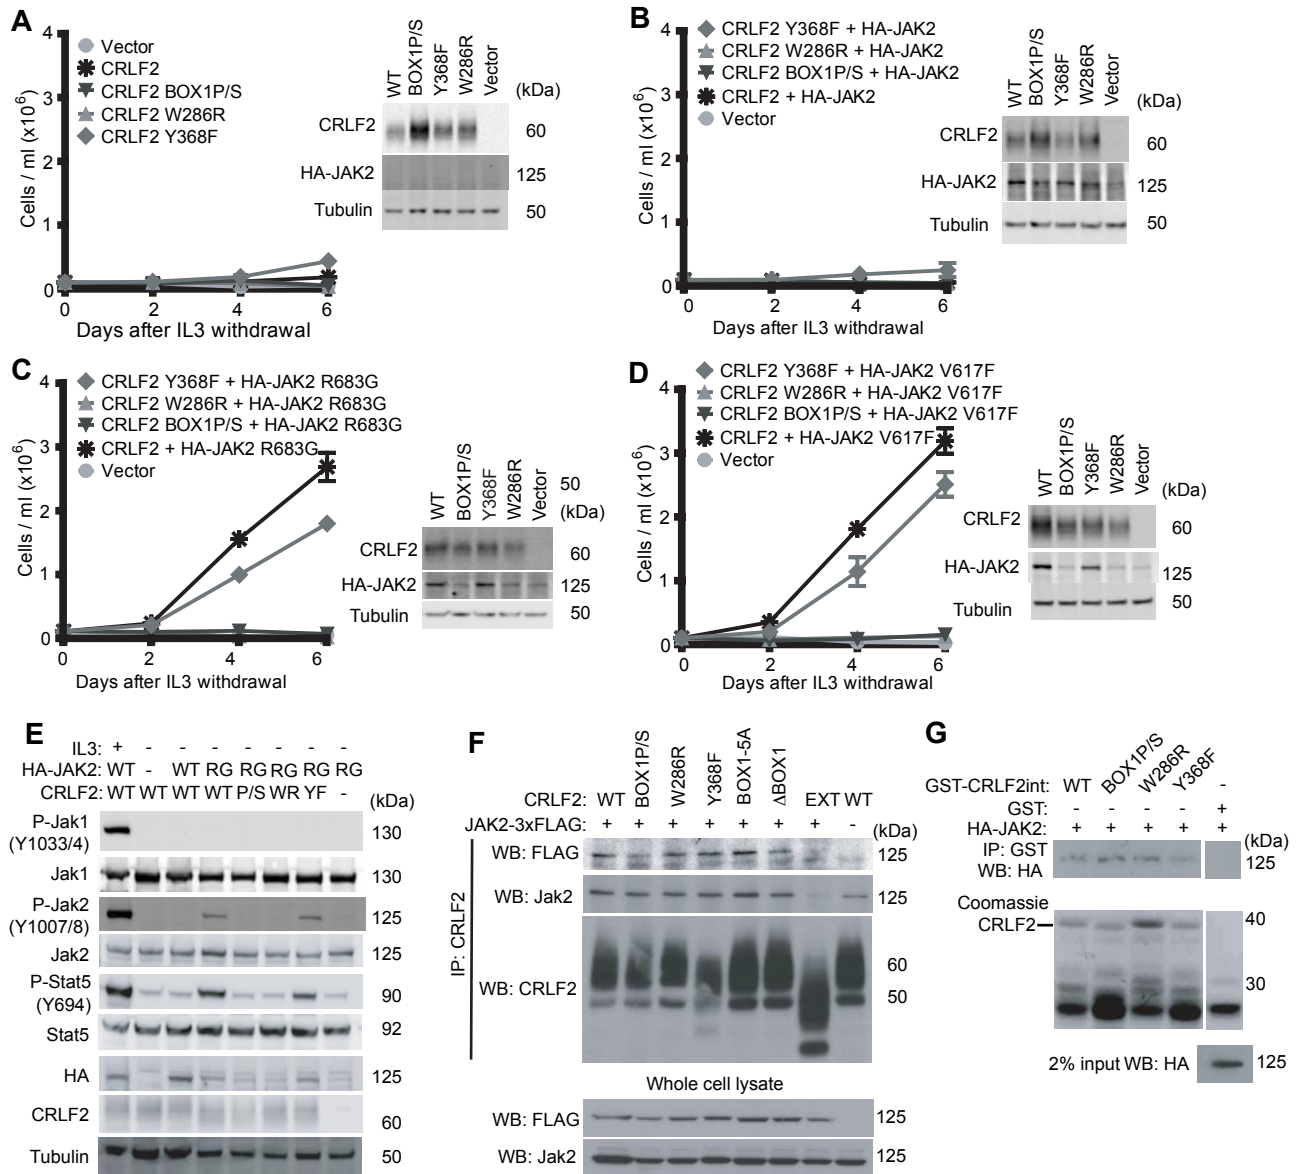 A
4
3
2
1
0
Cells / ml (x10⁶)
Vector
CRLF2
CRLF2 BOX1P/S
CRLF2 W286R
CRLF2 Y368F
0 2 4 6
Days after IL3 withdrawal
WT BOX1P/S Y368F W286R Vector
(kDa)
CRLF2 60
HA-JAK2 125
Tubulin 50
B
4
3
2
1
0
Cells / ml (x10⁶)
CRLF2 Y368F + HA-JAK2
CRLF2 W286R + HA-JAK2
CRLF2 BOX1P/S + HA-JAK2
CRLF2 + HA-JAK2
Vector
0 2 4 6
Days after IL3 withdrawal
WT BOX1P/S Y368F W286R Vector
(kDa)
CRLF2 60
HA-JAK2 125
Tubulin 50
C
4
3
2
1
0
Cells / ml (x10⁶)
CRLF2 Y368F + HA-JAK2 R683G
CRLF2 W286R + HA-JAK2 R683G
CRLF2 BOX1P/S + HA-JAK2 R683G
CRLF2 + HA-JAK2 R683G
Vector
0 2 4 6
Days after IL3 withdrawal
WT BOX1P/S Y368F W286R Vector
50
(kDa)
CRLF2 60
HA-JAK2 125
Tubulin 50
D
4
3
2
1
0
Cells / ml (x10⁶)
CRLF2 Y368F + HA-JAK2 V617F
CRLF2 W286R + HA-JAK2 V617F
CRLF2 BOX1P/S + HA-JAK2 V617F
CRLF2 + HA-JAK2 V617F
Vector
0 2 4 6
Days after IL3 withdrawal
WT BOX1P/S Y368F W286R Vector
(kDa)
CRLF2 60
HA-JAK2 125
Tubulin 50
E
IL3: + - - - - - - -
HA-JAK2: WT - WT RG RG RG RG RG
CRLF2: WT WT WT WT P/S WR YF -
(kDa)
P-Jak1
(Y1033/4) 130
Jak1 130
P-Jak2
(Y1007/8) 125
Jak2 125
P-Stat5
(Y694) 90
Stat5 92
HA 125
CRLF2 60
Tubulin 50
F
CRLF2: WT BOX1P/S W286R Y368F BOX1-5A ΔBOX1 EXT WT
JAK2-3xFLAG: + + + + + + + -
(kDa)
IP: CRLF2
WB: FLAG 125
WB: Jak2 125
WB: CRLF2 60
50
Whole cell lysate
WB: FLAG 125
WB: Jak2 125
G
GST-CRLF2int: WT BOX1P/S W286R Y368F -
GST: - - - - +
HA-JAK2: + + + + +
(kDa)
IP: GST
WB: HA 125
Coomassie
CRLF2 40
30
2% input WB: HA 125